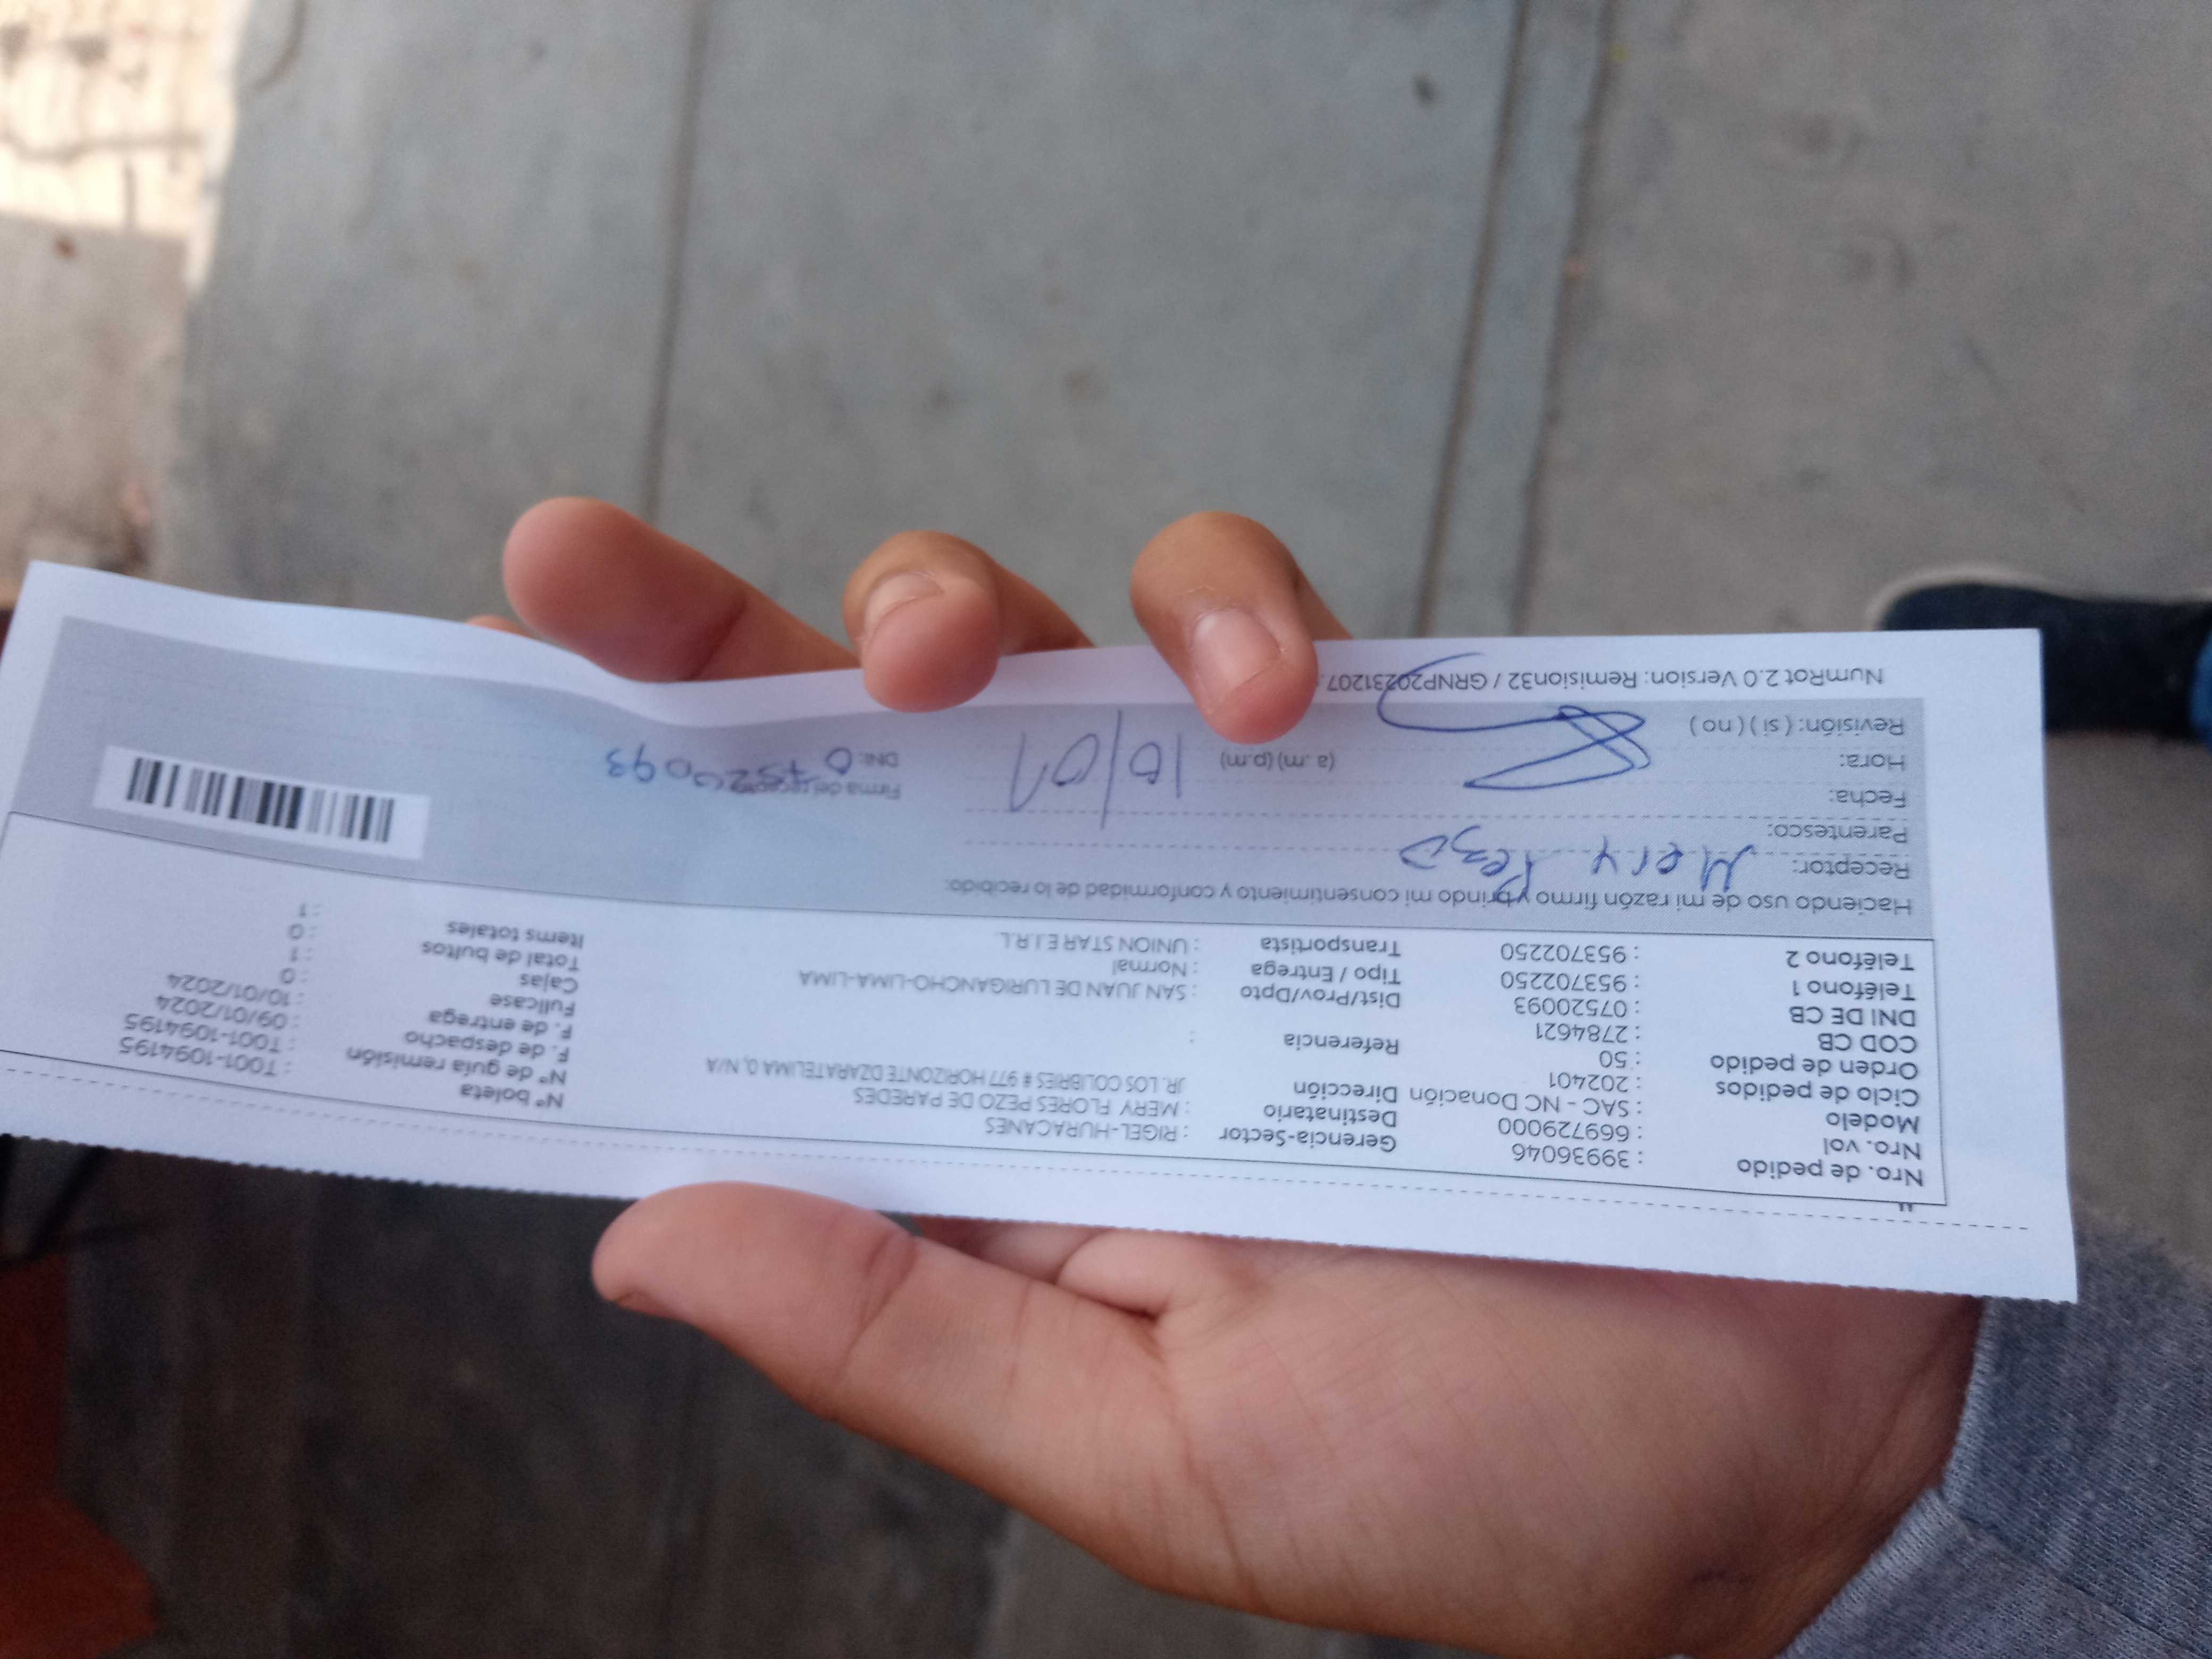 Nro. de pedido : 39936046
Nro. vol : 669729000
Modelo : SAC - NC Donación
Ciclo de pedidos : 202401
Orden de pedido : 50
COD CB : 2784621
DNI DE CB : 07520093
Teléfono 1 : 953702250
Teléfono 2 : 953702250
Gerencia-Sector : RIGEL-HURACANES
Destinatario : MERY FLORES PEZO DE PAREDES
Dirección JR. LOS COLIBRIES # 977 HORIZONTE DZARATELIMA 0, N/A
Referencia :
Dist/Prov/Dpto : SAN JUAN DE LURIGANCHO-LIMA-LIMA
Tipo / Entrega : Normal
Transportista : UNION STAR E.I.R.L.
Nº boleta : T001-1094195
Nº de guía remisión : T001-1094195
F. de despacho : 09/01/2024
F. de entrega : 10/01/2024
Fullcase : 0
Cajas : 1
Total de bultos : 0
Items totales : 1
Haciendo uso de mi razón firmo y brindo mi consentimiento y conformidad de lo recibido:
Receptor: Mery Pezo
Parentesco:
Fecha: 10/01
Hora: (a .m) (p.m)
Revisión: ( si ) ( no )
Firma del receptor
DNI: 07520093
NumRot 2.0 Version: Remision32 / GRNP20231207